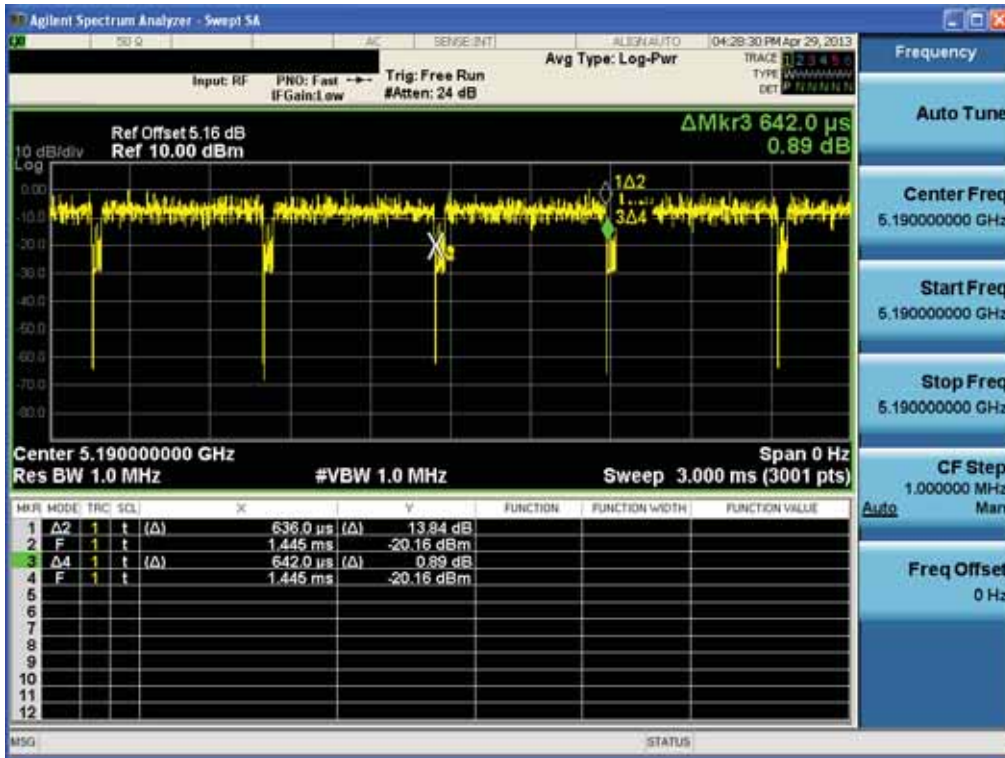 Agilent Spectrum Analyzer - Swept SA
50 Ω AC SENSE:INT ALIGN AUTO 04:28:30 PM Apr 29, 2013
Input: RF PNO: Fast Trig: Free Run Avg Type: Log-Pwr TRACE 1 2 3 4 5 6
IFGain:Low #Atten: 24 dB TYPE
DET P N N N N N
Ref Offset 5.16 dB ΔMkr3 642.0 µs
10 dB/div Ref 10.00 dBm 0.89 dB
Log
0.00
-10.0
-20.0
-30.0
-40.0
-50.0
-60.0
-70.0
-80.0
1Δ2
3Δ4
Center 5.190000000 GHz Span 0 Hz
Res BW 1.0 MHz #VBW 1.0 MHz Sweep 3.000 ms (3001 pts)
MKR MODE TRC SCL X Y FUNCTION FUNCTION WIDTH FUNCTION VALUE
1 Δ2 1 t (Δ) 636.0 µs (Δ) 13.84 dB
2 F 1 t 1.445 ms -20.16 dBm
3 Δ4 1 t (Δ) 642.0 µs (Δ) 0.89 dB
4 F 1 t 1.445 ms -20.16 dBm
5
6
7
8
9
10
11
12
MSG STATUS
Frequency
Auto Tune
Center Freq
5.190000000 GHz
Start Freq
5.190000000 GHz
Stop Freq
5.190000000 GHz
CF Step
1.000000 MHz
Auto Man
Freq Offset
0 Hz